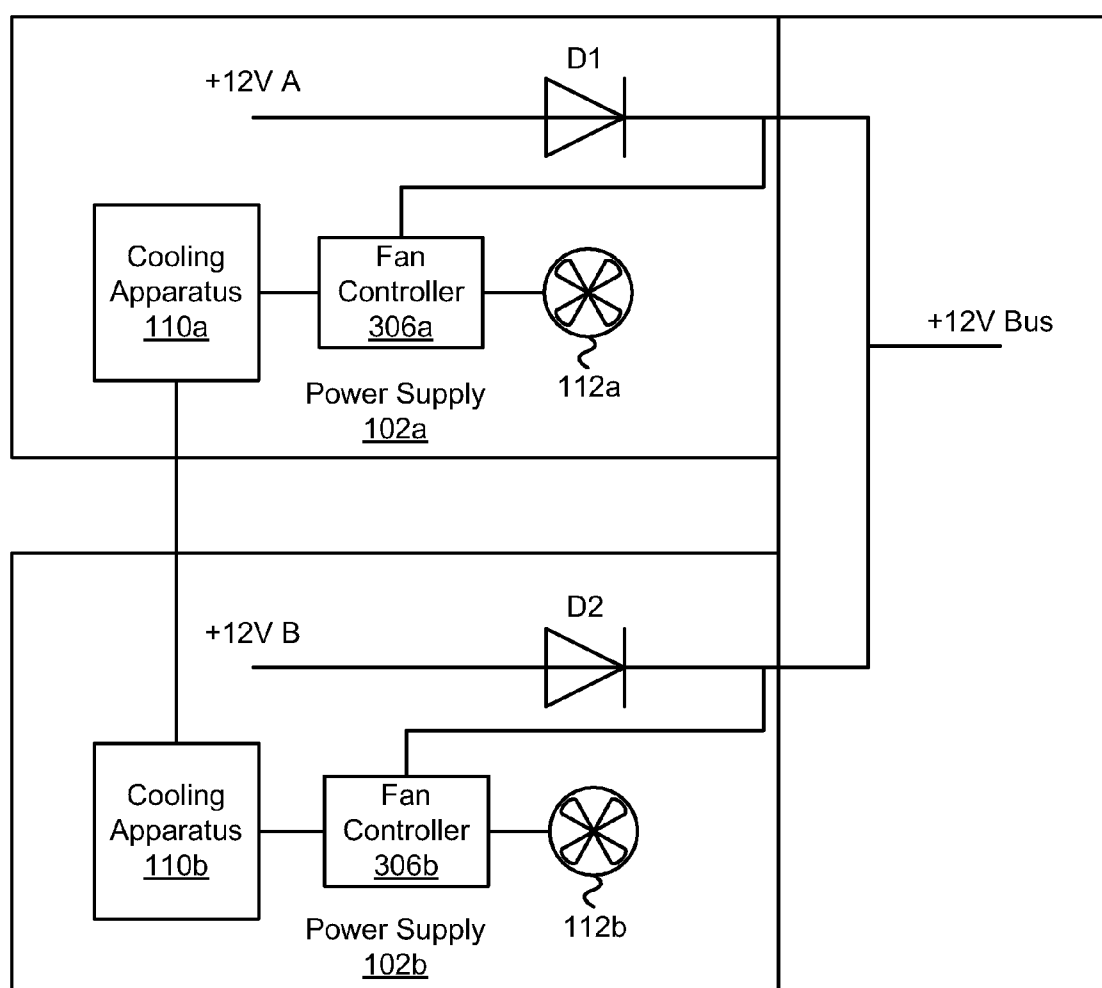 D1
+12V A
Cooling
Apparatus
110a
Fan
Controller
306a
112a
Power Supply
102a
+12V Bus
D2
+12V B
Cooling
Apparatus
110b
Fan
Controller
306b
112b
Power Supply
102b